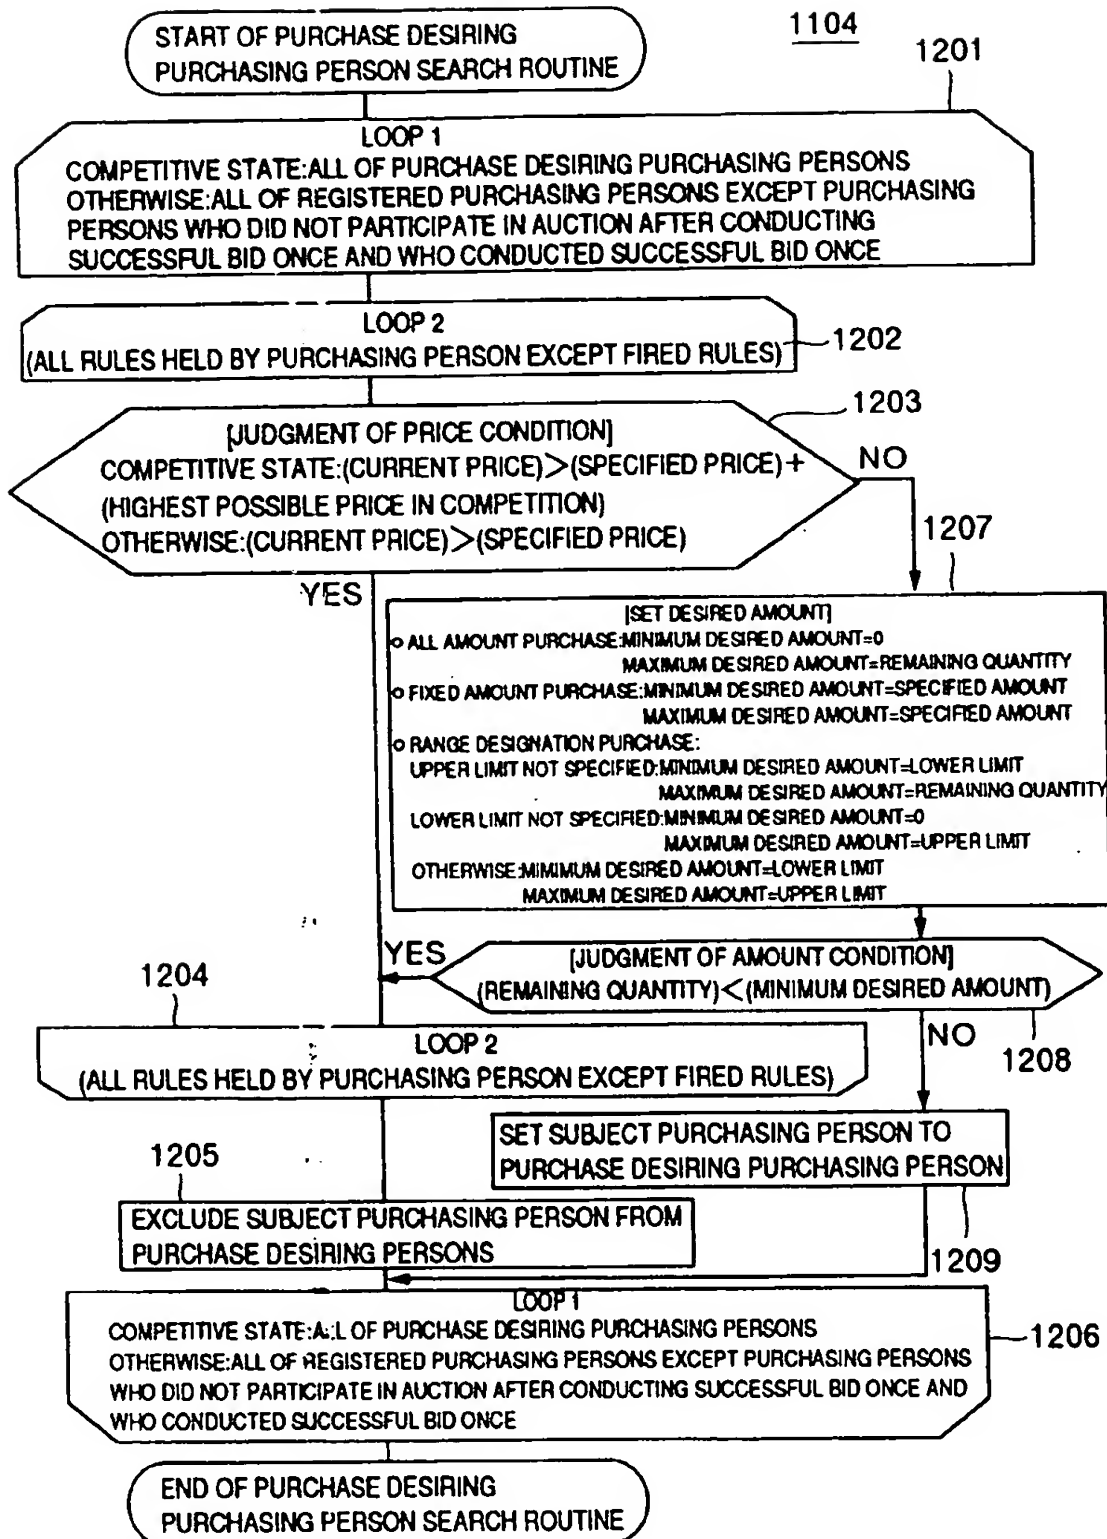 START OF PURCHASE DESIRING
PURCHASING PERSON SEARCH ROUTINE
1104
1201
LOOP 1
COMPETITIVE STATE:ALL OF PURCHASE DESIRING PURCHASING PERSONS
OTHERWISE:ALL OF REGISTERED PURCHASING PERSONS EXCEPT PURCHASING
PERSONS WHO DID NOT PARTICIPATE IN AUCTION AFTER CONDUCTING
SUCCESSFUL BID ONCE AND WHO CONDUCTED SUCCESSFUL BID ONCE
LOOP 2
(ALL RULES HELD BY PURCHASING PERSON EXCEPT FIRED RULES)
1202
1203
[JUDGMENT OF PRICE CONDITION]
COMPETITIVE STATE:(CURRENT PRICE)>(SPECIFIED PRICE)+
(HIGHEST POSSIBLE PRICE IN COMPETITION)
OTHERWISE:(CURRENT PRICE)>(SPECIFIED PRICE)
NO
YES
1207
[SET DESIRED AMOUNT]
o ALL AMOUNT PURCHASE:MINIMUM DESIRED AMOUNT=0
MAXIMUM DESIRED AMOUNT=REMAINING QUANTITY
o FIXED AMOUNT PURCHASE:MINIMUM DESIRED AMOUNT=SPECIFIED AMOUNT
MAXIMUM DESIRED AMOUNT=SPECIFIED AMOUNT
o RANGE DESIGNATION PURCHASE:
UPPER LIMIT NOT SPECIFIED:MINIMUM DESIRED AMOUNT=LOWER LIMIT
MAXIMUM DESIRED AMOUNT=REMAINING QUANTITY
LOWER LIMIT NOT SPECIFIED:MINIMUM DESIRED AMOUNT=0
MAXIMUM DESIRED AMOUNT=UPPER LIMIT
OTHERWISE:MIMIMUM DESIRED AMOUNT=LOWER LIMIT
MAXIMUM DESIRED AMOUNT=UPPER LIMIT
YES
[JUDGMENT OF AMOUNT CONDITION]
(REMAINING QUANTITY)<(MINIMUM DESIRED AMOUNT)
1208
NO
1204
LOOP 2
(ALL RULES HELD BY PURCHASING PERSON EXCEPT FIRED RULES)
SET SUBJECT PURCHASING PERSON TO
PURCHASE DESIRING PURCHASING PERSON
1209
1205
EXCLUDE SUBJECT PURCHASING PERSON FROM
PURCHASE DESIRING PERSONS
LOOP 1
COMPETITIVE STATE:ALL OF PURCHASE DESIRING PURCHASING PERSONS
OTHERWISE:ALL OF REGISTERED PURCHASING PERSONS EXCEPT PURCHASING PERSONS
WHO DID NOT PARTICIPATE IN AUCTION AFTER CONDUCTING SUCCESSFUL BID ONCE AND
WHO CONDUCTED SUCCESSFUL BID ONCE
1206
END OF PURCHASE DESIRING
PURCHASING PERSON SEARCH ROUTINE